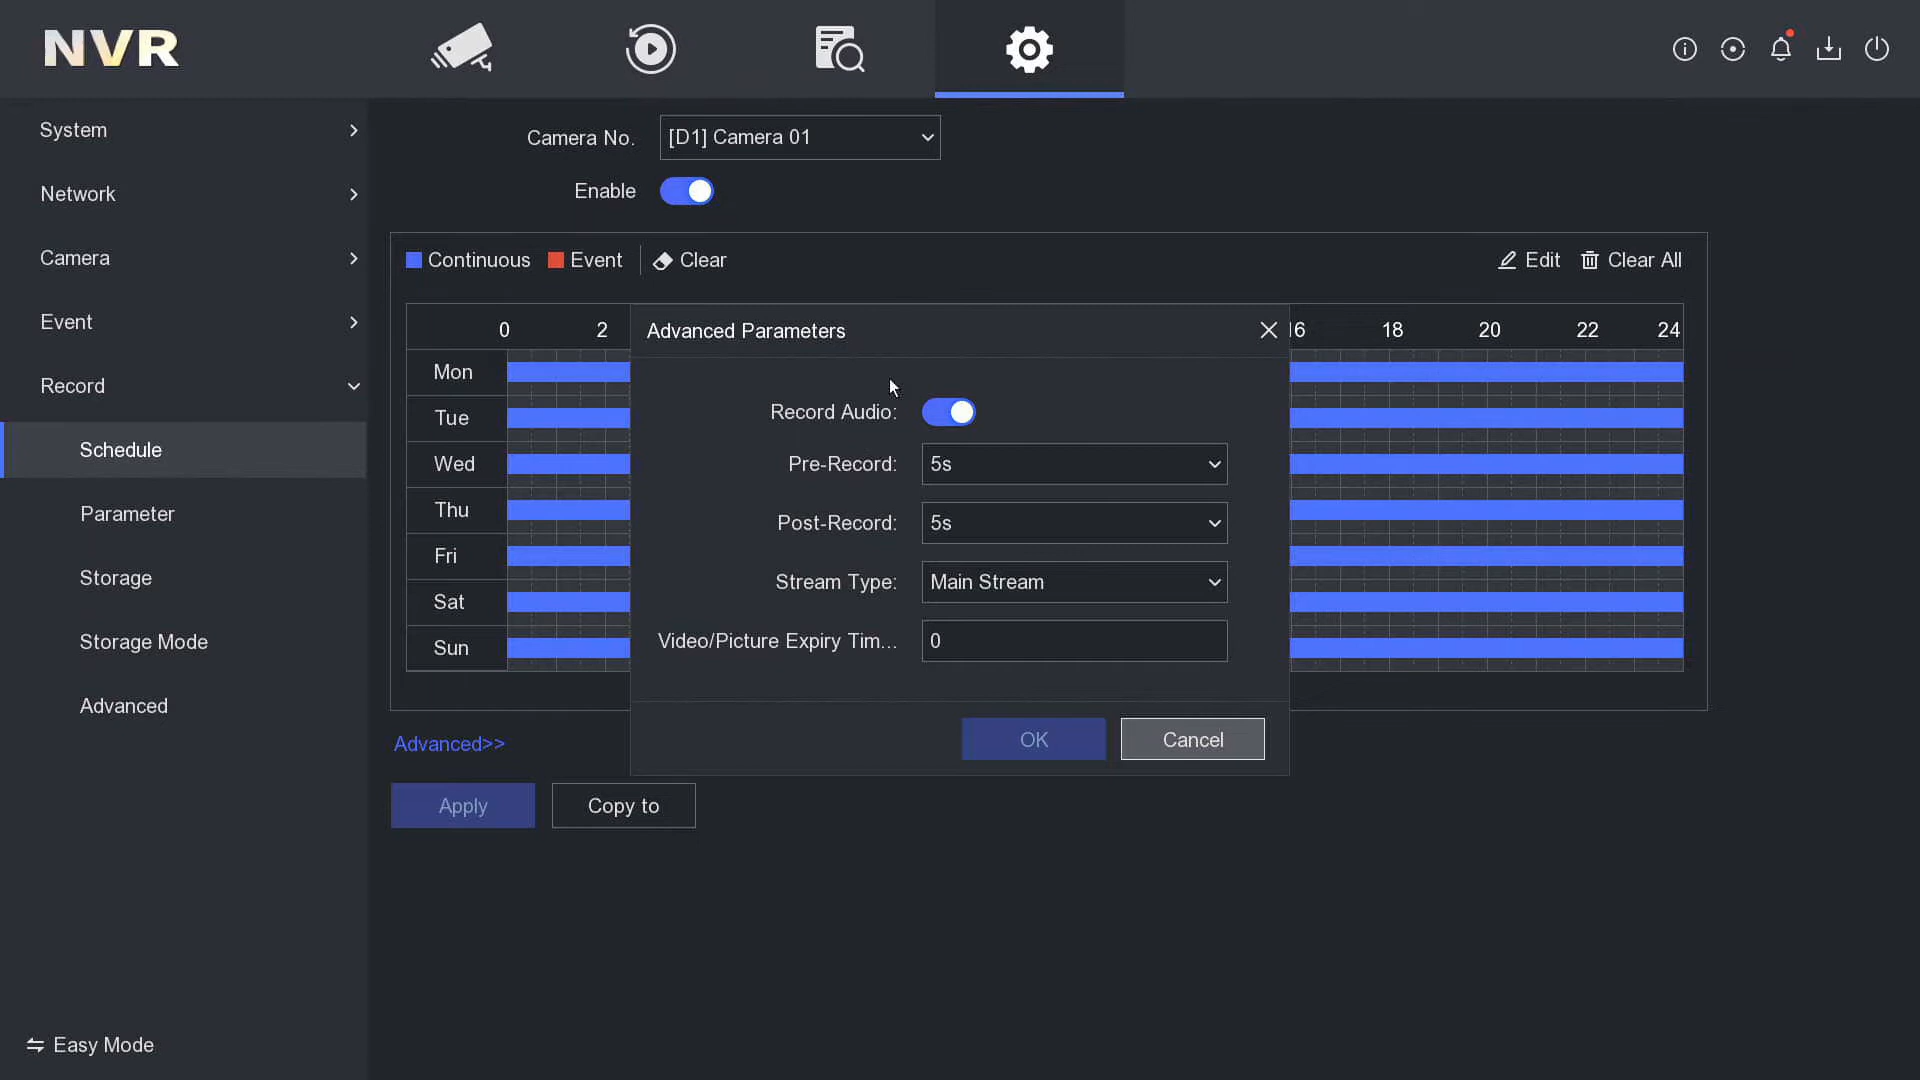 NVR
System
Network
Camera
Event
Record
Schedule
Parameter
Storage
Storage Mode
Advanced
Easy Mode
Camera No. [D1] Camera 01
Enable
Continuous Event Clear Edit Clear All
0 2 16 18 20 22 24
Mon
Tue
Wed
Thu
Fri
Sat
Sun
Advanced Parameters
Record Audio:
Pre-Record: 5s
Post-Record: 5s
Stream Type: Main Stream
Video/Picture Expiry Tim... 0
OK Cancel
Advanced>>
Apply Copy to